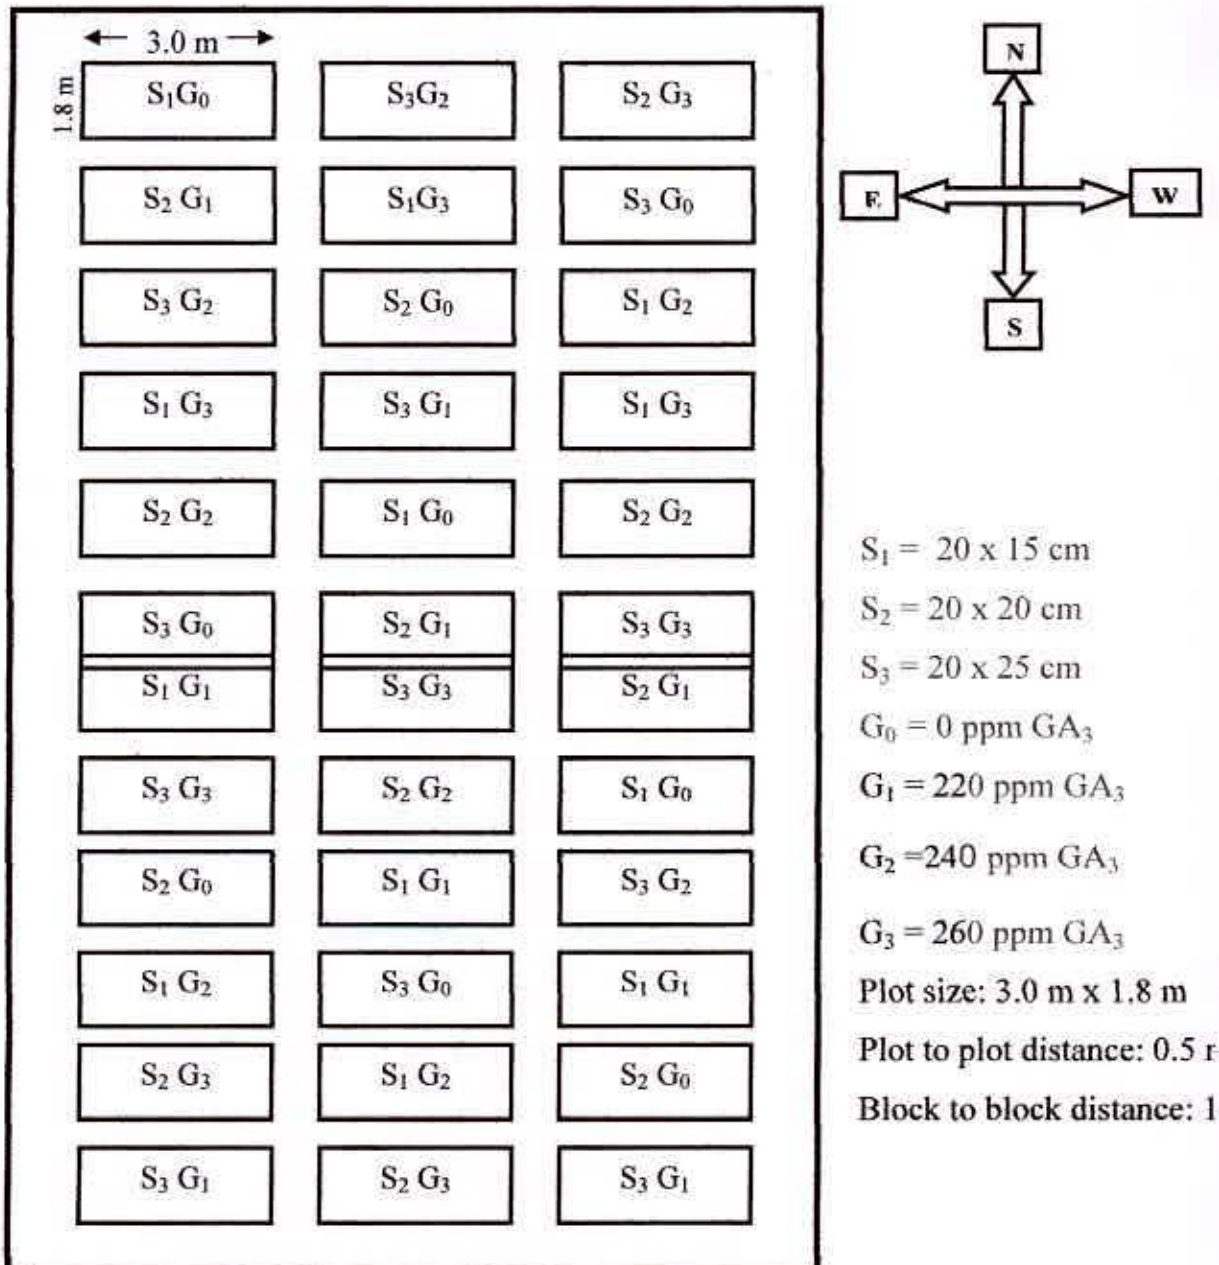 3.0 m
1.8 m
S₁G₀ S₃G₂ S₂ G₃
S₂ G₁ S₁G₃ S₃ G₀
S₃ G₂ S₂ G₀ S₁ G₂
S₁ G₃ S₃ G₁ S₁ G₃
S₂ G₂ S₁ G₀ S₂ G₂
S₃ G₀ S₂ G₁ S₃ G₃
S₁ G₁ S₃ G₃ S₂ G₁
S₃ G₃ S₂ G₂ S₁ G₀
S₂ G₀ S₁ G₁ S₃ G₂
S₁ G₂ S₃ G₀ S₁ G₁
S₂ G₃ S₁ G₂ S₂ G₀
S₃ G₁ S₂ G₃ S₃ G₁
N
E W
S
S₁ = 20 x 15 cm
S₂ = 20 x 20 cm
S₃ = 20 x 25 cm
G₀ = 0 ppm GA₃
G₁ = 220 ppm GA₃
G₂ =240 ppm GA₃
G₃ = 260 ppm GA₃
Plot size: 3.0 m x 1.8 m
Plot to plot distance: 0.5
Block to block distance: 1